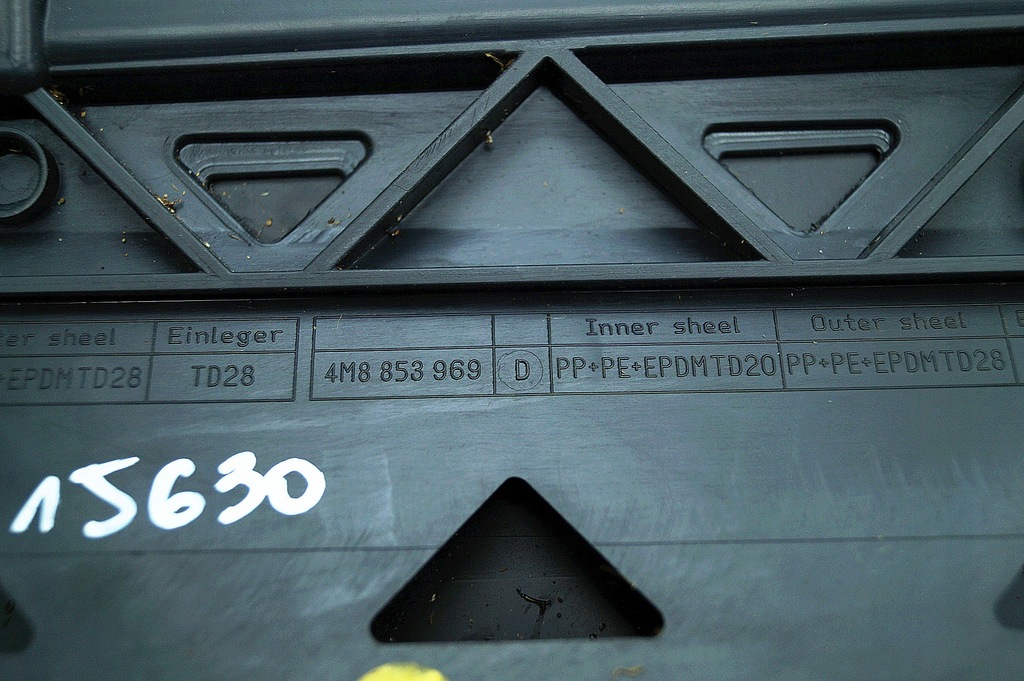 ter sheel Einleger Inner sheel Outer sheel
+EPDMTD28 TD28 4M8 853 969 D PP+PE+EPDMTD20 PP+PE+EPDMTD28
15630